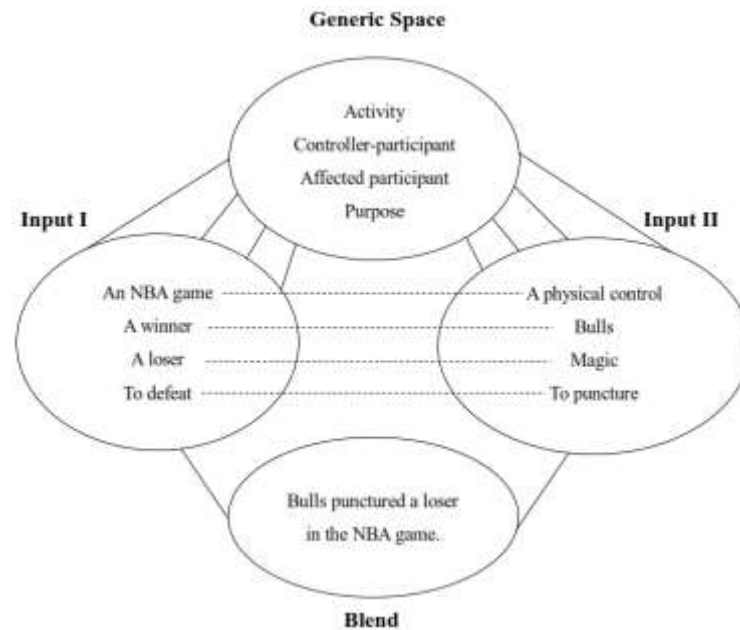 Generic Space
Activity
Controller-participant
Affected participant
Purpose
Input I
Input II
An NBA game
A physical control
A winner
Bulls
A loser
Magic
To defeat
To puncture
Bulls punctured a loser
in the NBA game.
Blend